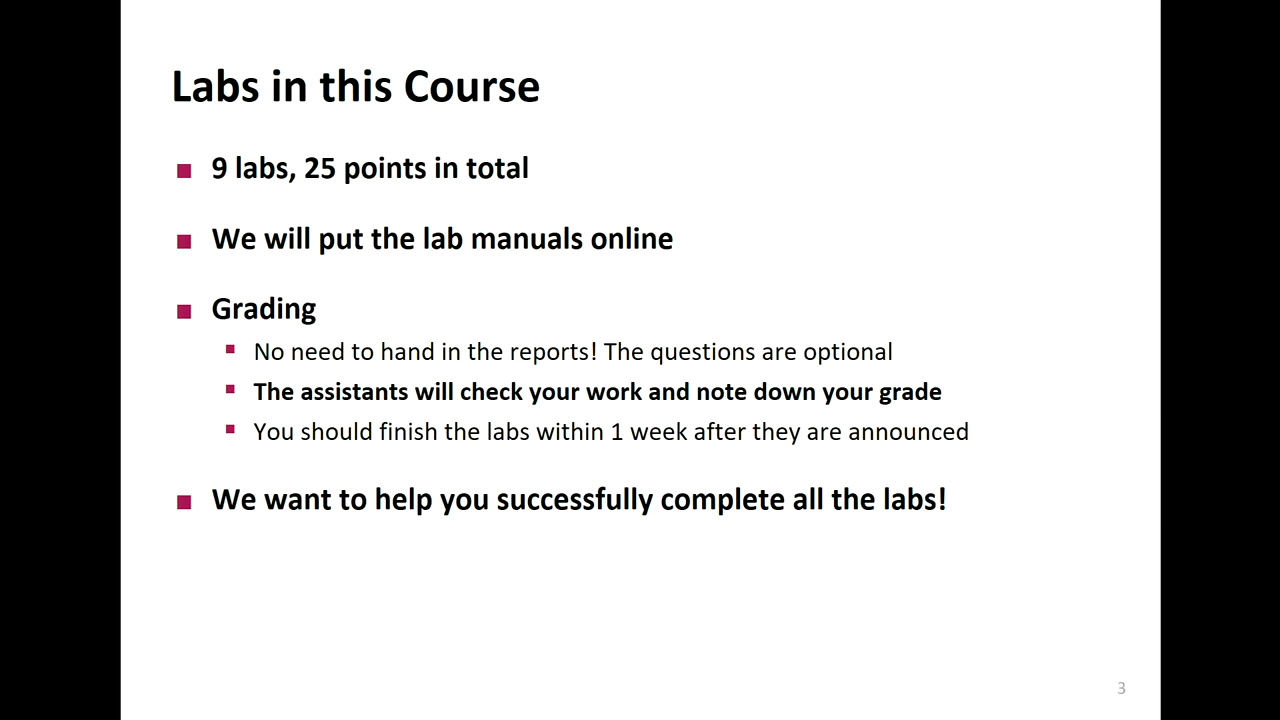 Labs in this Course
9 labs, 25 points in total
We will put the lab manuals online
Grading
No need to hand in the reports! The questions are optional
The assistants will check your work and note down your grade
You should finish the labs within 1 week after they are announced
We want to help you successfully complete all the labs!
3